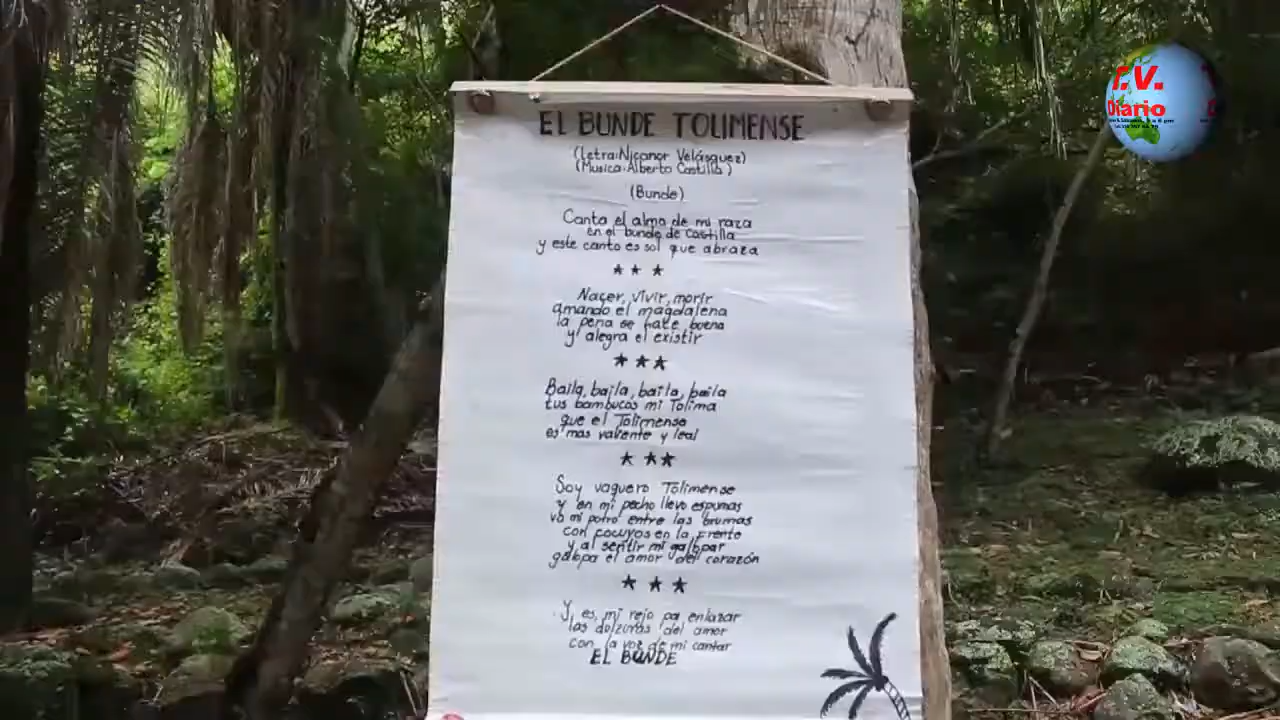 EL BUNDE TOLIMENSE
(Letra:Nicanor Velásquez)
(Musica:Alberto Castilla)
(Bunde)
Canta el alma de mi raza
en el bunde de Castilla
y este canto es sol que abraza
Nacer, vivir, morir
amando el magdalena
la pena se hace buena
y alegra el existir
Baila, baila, baila, baila
tus bambucos mi Tolima
que el Tolimense
es mas valiente y leal
Soy vaquero Tolimense
y en mi pecho llevo espumas
va mi potro entre las brumas
con cocuyos en la frente
y al sentir mi galopar
galopa el amor del corazón
Y, es, mi rejo pa enlazar
las dulzuras del amor
con la voz de mi cantar
EL BUNDE
T.V.
Diario